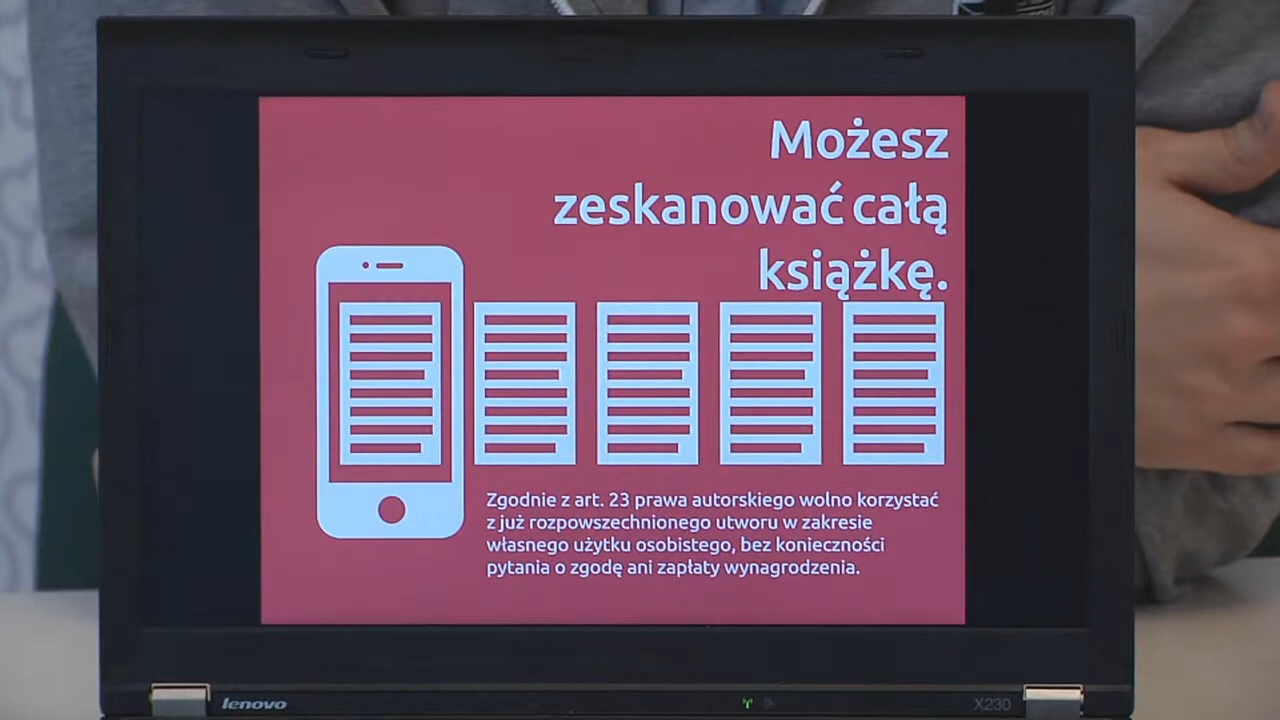 Możesz
zeskanować całą
książkę.
Zgodnie z art. 23 prawa autorskiego wolno korzystać
z już rozpowszechnionego utworu w zakresie
własnego użytku osobistego, bez konieczności
pytania o zgodę ani zapłaty wynagrodzenia.
lenovo
X230